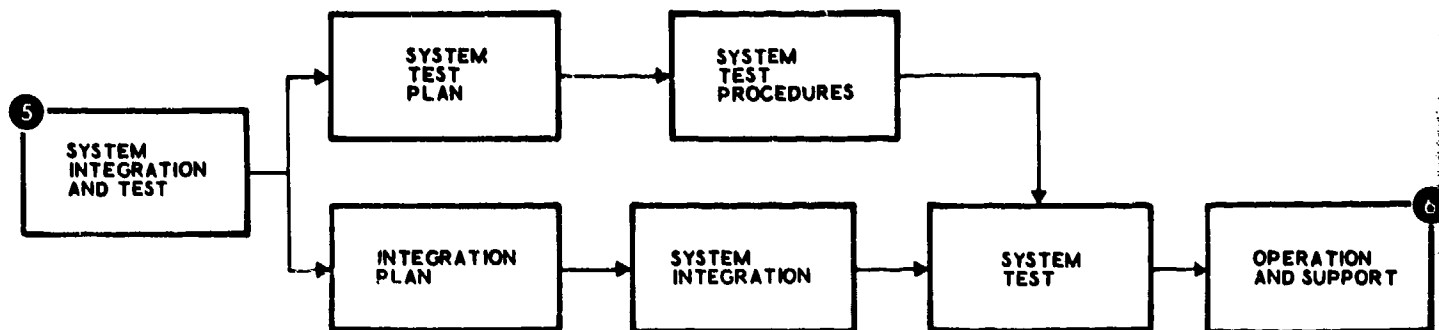 SYSTEM
TEST
PLAN
SYSTEM
TEST
PROCEDURES
5
SYSTEM
INTEGRATION
AND TEST
INTEGRATION
PLAN
SYSTEM
INTEGRATION
SYSTEM
TEST
6
OPERATION
AND SUPPORT